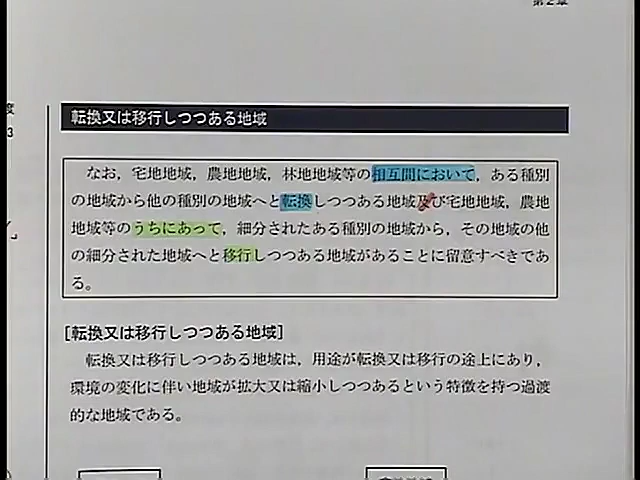 第2章
度
3
転換又は移行しつつある地域
なお，宅地地域，農地地域，林地地域等の相互間において，ある種別
の地域から他の種別の地域へと転換しつつある地域及び宅地地域，農地
地域等のうちにあって，細分されたある種別の地域から，その地域の他
の細分された地域へと移行しつつある地域があることに留意すべきであ
る。
[転換又は移行しつつある地域]
転換又は移行しつつある地域は，用途が転換又は移行の途上にあり，
環境の変化に伴い地域が拡大又は縮小しつつあるという特徴を持つ過渡
的な地域である。